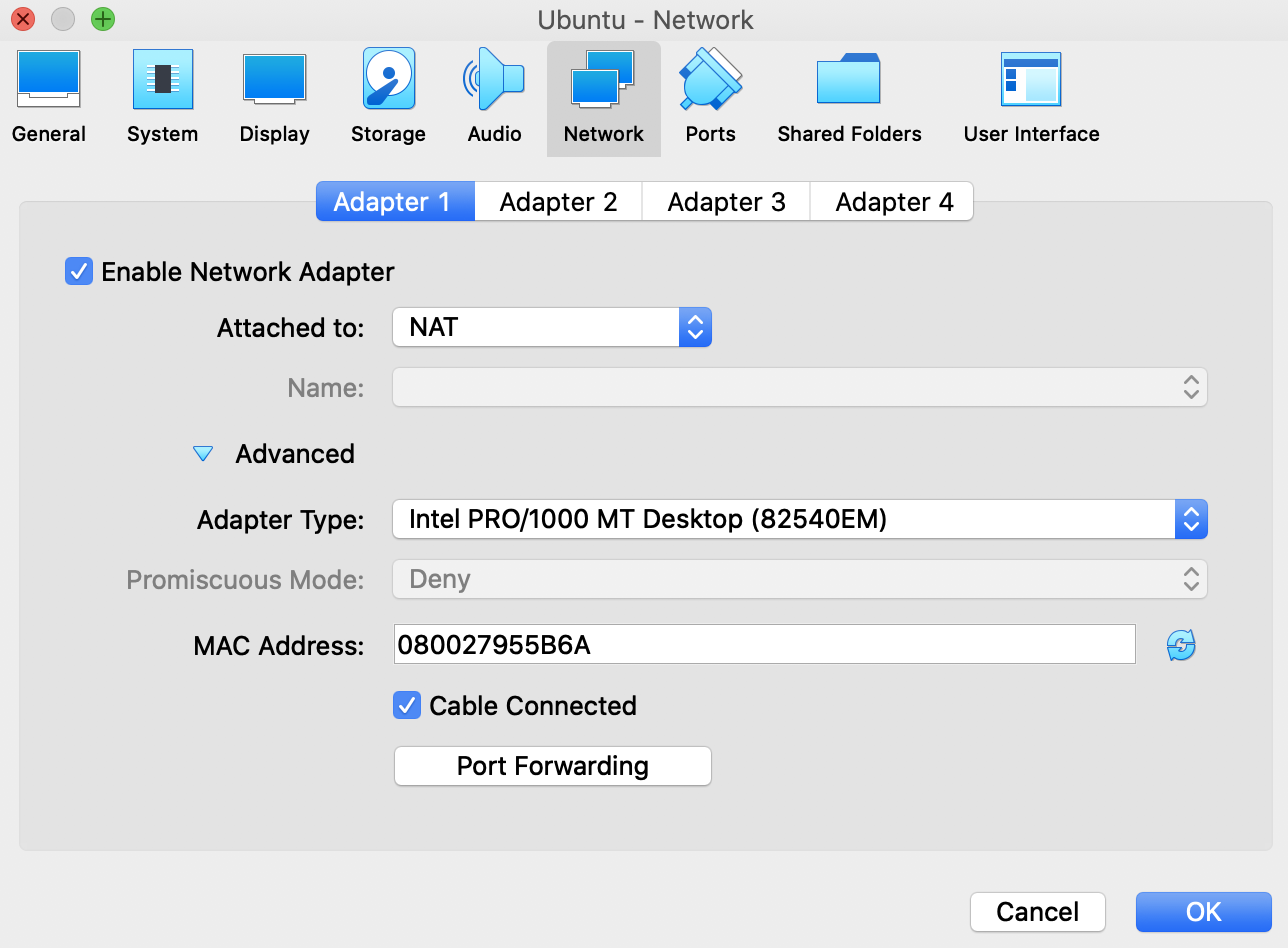 Ubuntu - Network
General System Display Storage Audio Network Ports Shared Folders User Interface
Adapter 1 Adapter 2 Adapter 3 Adapter 4
Enable Network Adapter
Attached to: NAT
Name:
Advanced
Adapter Type: Intel PRO/1000 MT Desktop (82540EM)
Promiscuous Mode: Deny
MAC Address: 080027955B6A
Cable Connected
Port Forwarding
Cancel OK